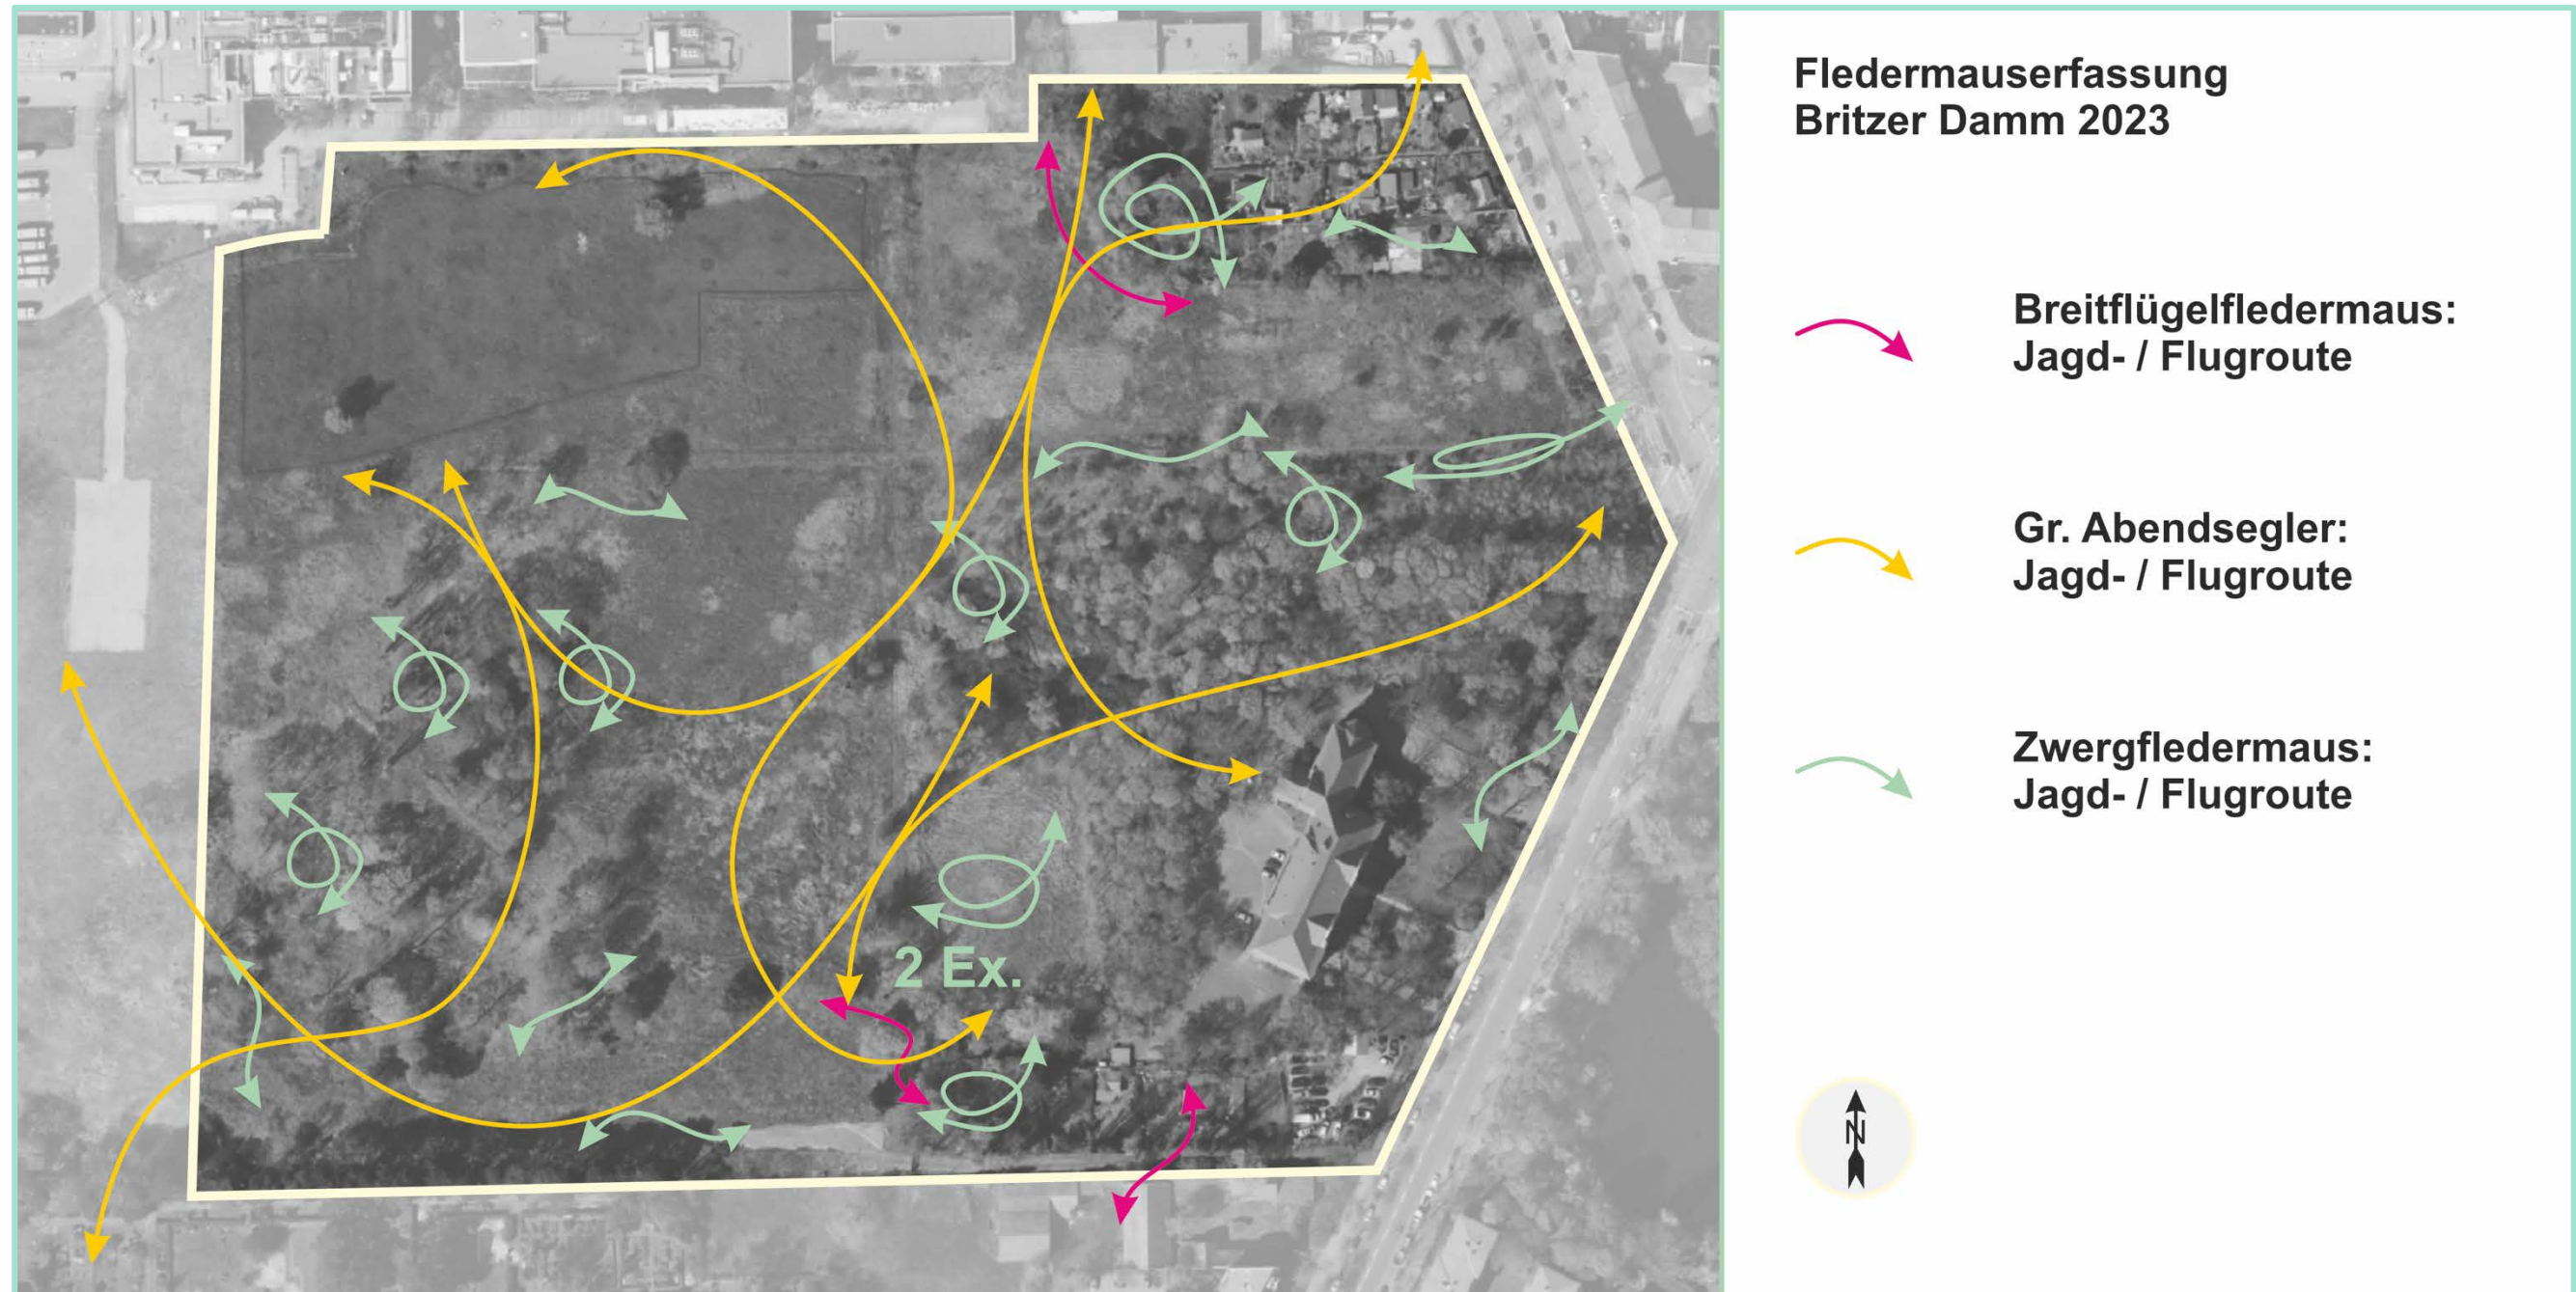 Fledermauserfassung
Britzer Damm 2023
Breitflügelfledermaus:
Jagd- / Flugroute
Gr. Abendsegler:
Jagd- / Flugroute
Zwergfledermaus:
Jagd- / Flugroute
2 Ex.
N